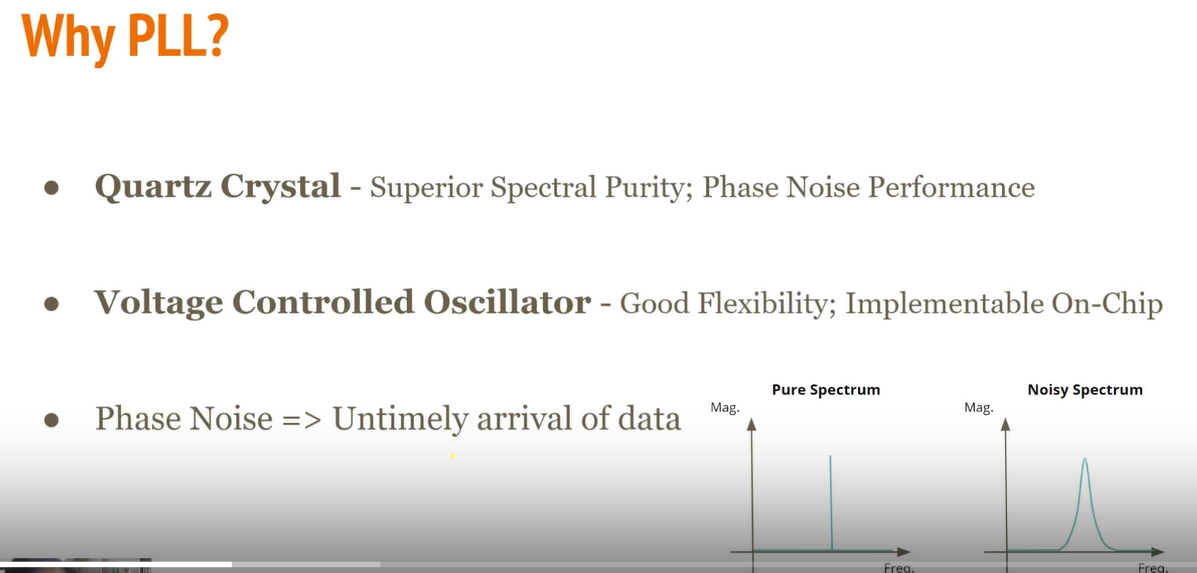 Why PLL?
● Quartz Crystal - Superior Spectral Purity; Phase Noise Performance
● Voltage Controlled Oscillator - Good Flexibility; Implementable On-Chip
● Phase Noise => Untimely arrival of data
Pure Spectrum
Mag.
Freq.
Noisy Spectrum
Mag.
Freq.